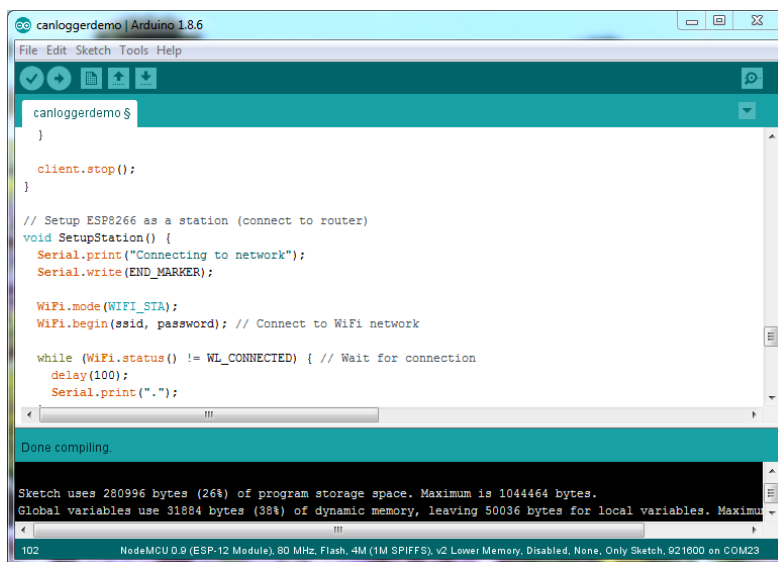 canloggerdemo | Arduino 1.8.6
File Edit Sketch Tools Help
canloggerdemo §
}
client.stop();
}
// Setup ESP8266 as a station (connect to router)
void SetupStation() {
Serial.print("Connecting to network");
Serial.write(END_MARKER);
WiFi.mode(WIFI_STA);
WiFi.begin(ssid, password); // Connect to WiFi network
while (WiFi.status() != WL_CONNECTED) { // Wait for connection
delay(100);
Serial.print(".");
Done compiling.
Sketch uses 280996 bytes (26%) of program storage space. Maximum is 1044464 bytes.
Global variables use 31884 bytes (38%) of dynamic memory, leaving 50036 bytes for local variables. Maximu
102 NodeMCU 0.9 (ESP-12 Module), 80 MHz, Flash, 4M (1M SPIFFS), v2 Lower Memory, Disabled, None, Only Sketch, 921600 on COM23